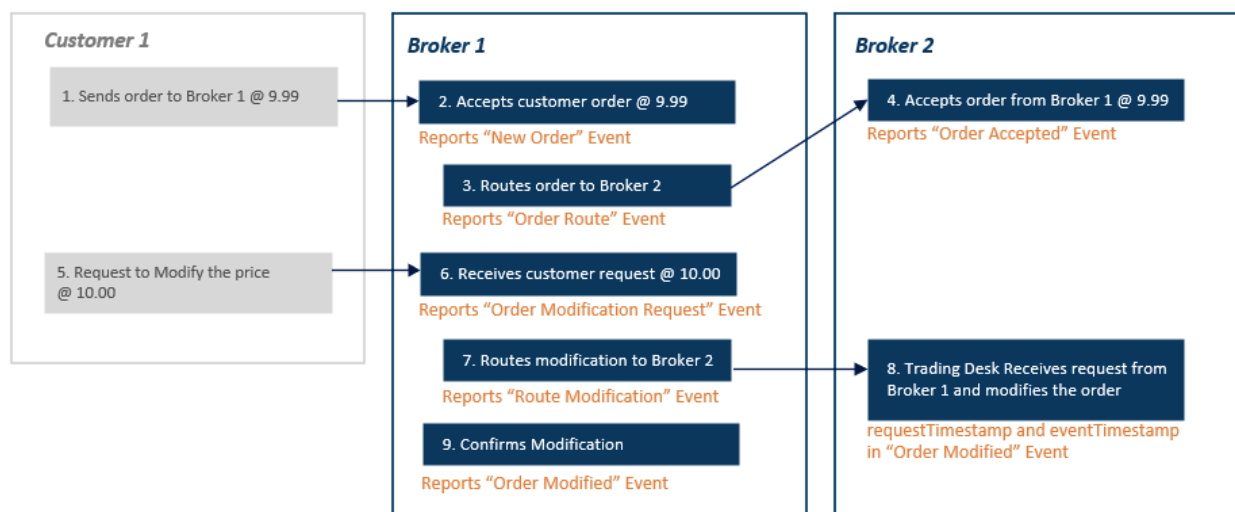 Customer 1
1. Sends order to Broker 1 @ 9.99
5. Request to Modify the price
@ 10.00
Broker 1
2. Accepts customer order @ 9.99
Reports “New Order” Event
3. Routes order to Broker 2
Reports “Order Route” Event
6. Receives customer request @ 10.00
Reports “Order Modification Request” Event
7. Routes modification to Broker 2
Reports “Route Modification” Event
9. Confirms Modification
Reports “Order Modified” Event
Broker 2
4. Accepts order from Broker 1 @ 9.99
Reports “Order Accepted” Event
8. Trading Desk Receives request from
Broker 1 and modifies the order
requestTimestamp and eventTimestamp
in “Order Modified” Event